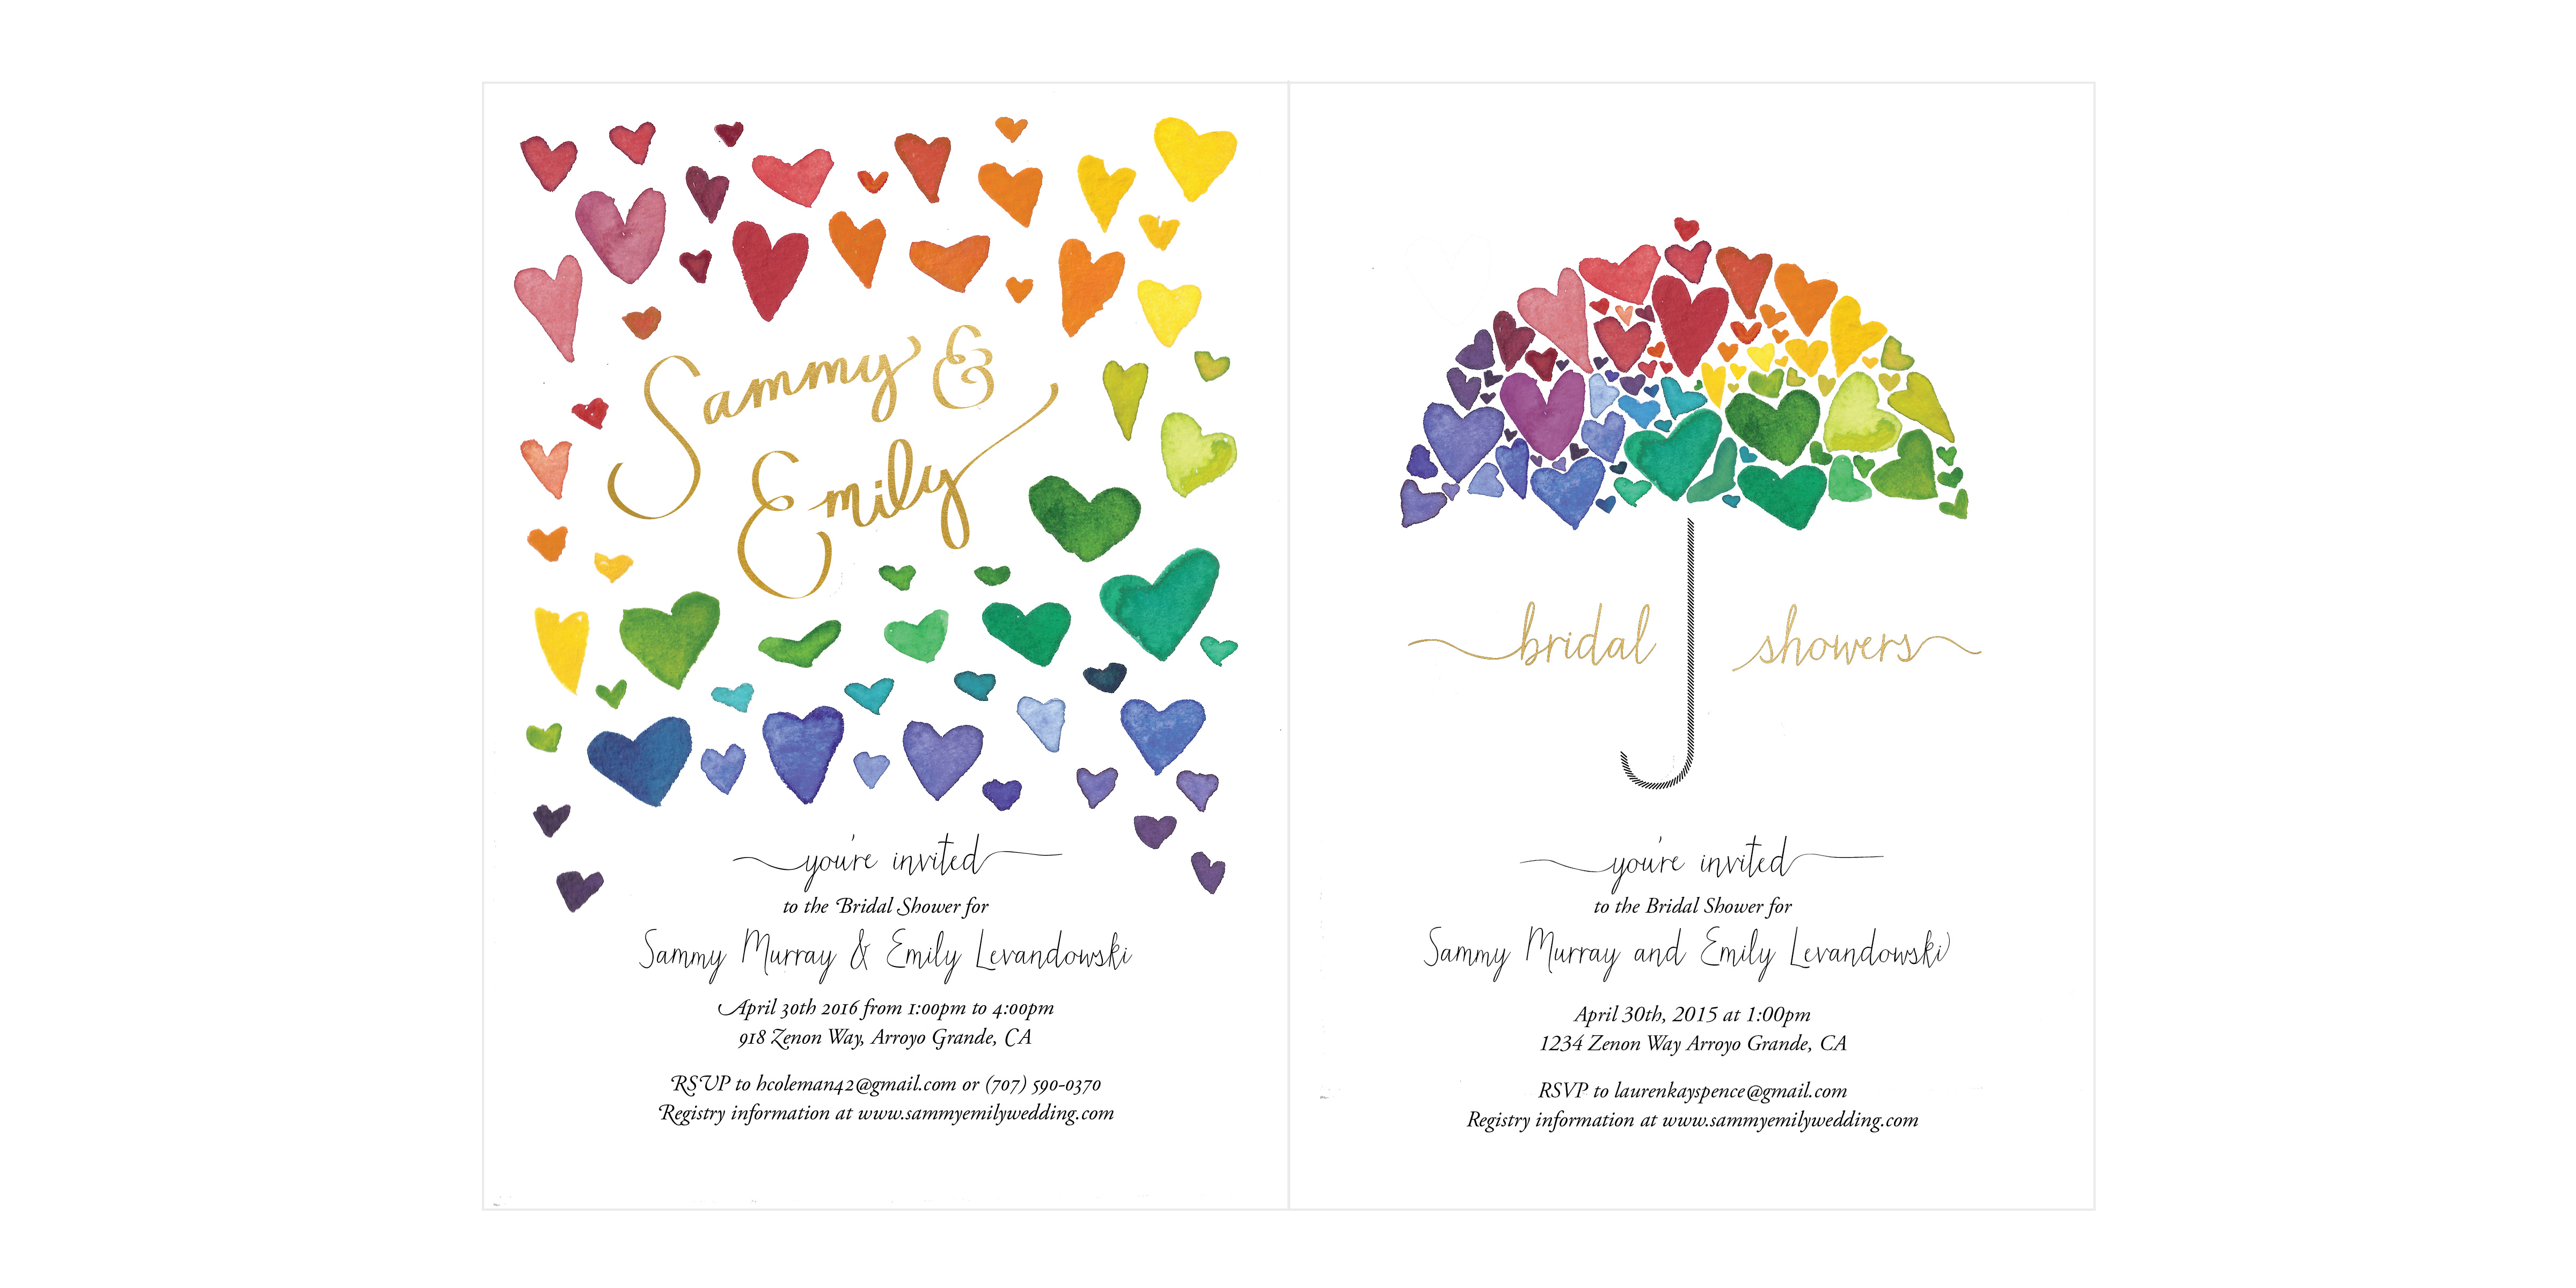 Sammy &
Emily
you're invited
to the Bridal Shower for
Sammy Murray & Emily Levandowski
April 30th 2016 from 1:00pm to 4:00pm
918 Zenon Way, Arroyo Grande, CA
RSVP to hcoleman42@gmail.com or (707) 590-0370
Registry information at www.sammyemilywedding.com
bridal showers
you're invited
to the Bridal Shower for
Sammy Murray and Emily Levandowski
April 30th, 2015 at 1:00pm
1234 Zenon Way Arroyo Grande, CA
RSVP to laurenkayspence@gmail.com
Registry information at www.sammyemilywedding.com